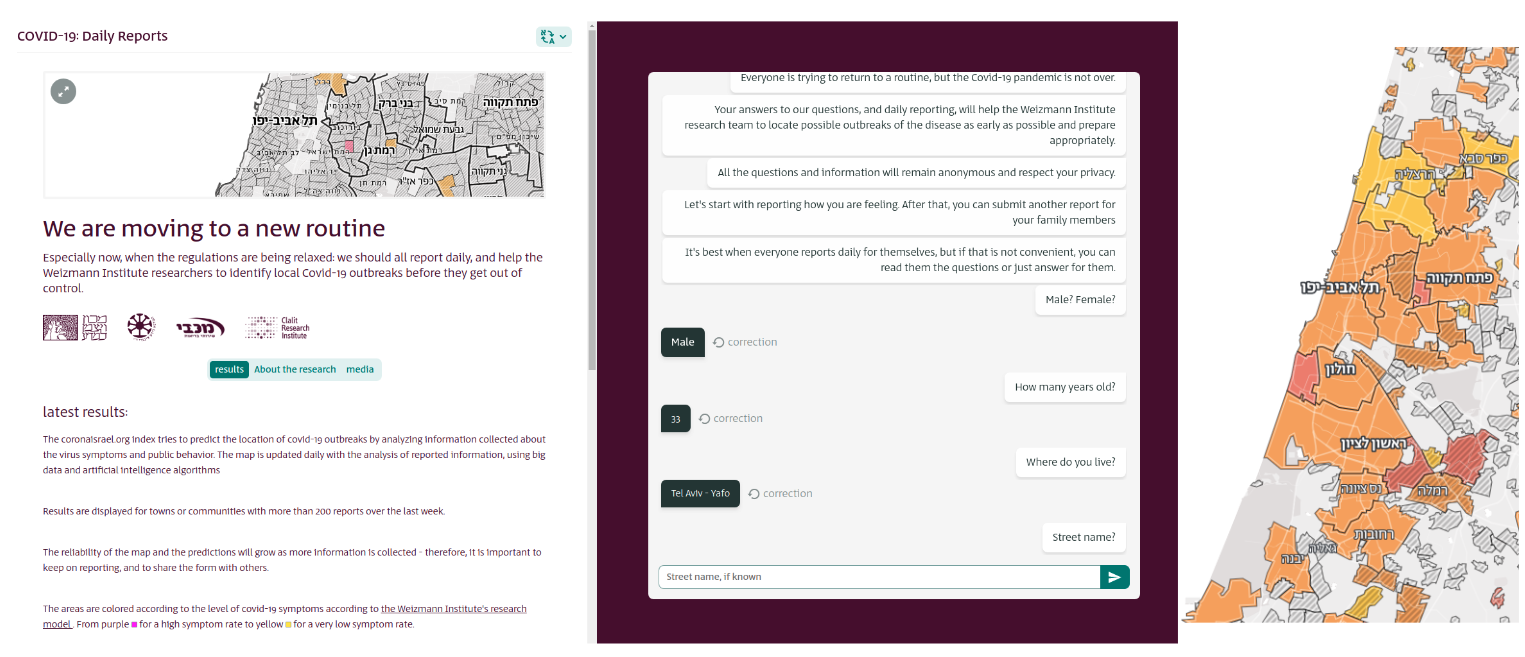 COVID-19: Daily Reports
פתח תקווה
בני ברק
רמת סיב
תל אביב-יפו
גבעת שמואל
רמת גן
רמת חן
כפר אז"ר
גני תקווה
We are moving to a new routine
Especially now, when the regulations are being relaxed: we should all report daily, and help the
Weizmann Institute researchers to identify local Covid-19 outbreaks before they get out of
control.
מכבי
Clalit
Research
Institute
results
About the research
media
latest results:
The coronaisrael.org index tries to predict the location of covid-19 outbreaks by analyzing information collected about
the virus symptoms and public behavior. The map is updated daily with the analysis of reported information, using big
data and artificial intelligence algorithms
Results are displayed for towns or communities with more than 200 reports over the last week.
The reliability of the map and the predictions will grow as more information is collected - therefore, it is important to
keep on reporting, and to share the form with others.
The areas are colored according to the level of covid-19 symptoms according to the Weizmann Institute's research
model . From purple for a high symptom rate to yellow for a very low symptom rate.
Everyone is trying to return to a routine, but the Covid-19 pandemic is not over.
Your answers to our questions, and daily reporting, will help the Weizmann Institute
research team to locate possible outbreaks of the disease as early as possible and prepare
appropriately.
All the questions and information will remain anonymous and respect your privacy.
Let's start with reporting how you are feeling. After that, you can submit another report for
your family members
It's best when everyone reports daily for themselves, but if that is not convenient, you can
read them the questions or just answer for them.
Male? Female?
Male
correction
How many years old?
33
correction
Where do you live?
Tel Aviv - Yafo
correction
Street name?
Street name, if known
כפר סבא
הרצליה
פתח תקווה
תל אביב-יפו
חולון
ראשון לציון
נס ציונה
רמלה
רחובות
יבנה